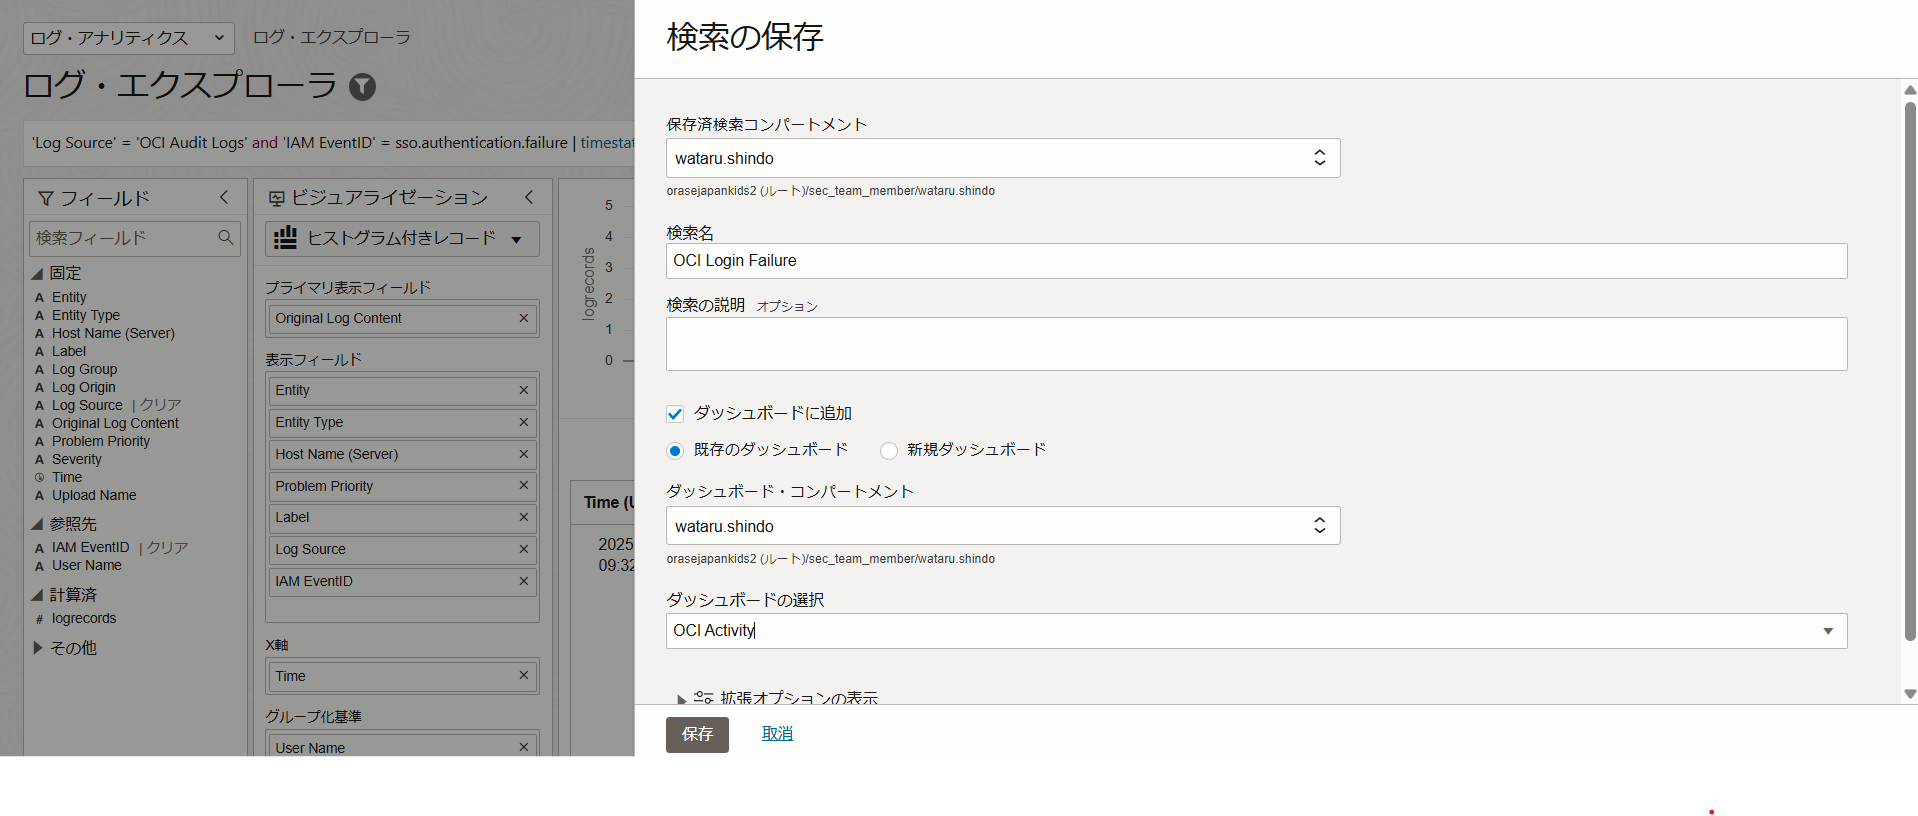 ログ・アナリティクス
ログ・エクスプローラ
ログ・エクスプローラ
'Log Source' = 'OCI Audit Logs' and 'IAM EventID' = sso.authentication.failure | timestat
フィールド
検索フィールド
固定
A Entity
A Entity Type
A Host Name (Server)
A Label
A Log Group
A Log Origin
A Log Source | クリア
A Original Log Content
A Problem Priority
A Severity
Time
A Upload Name
参照先
A IAM EventID | クリア
A User Name
計算済
# logrecords
その他
ビジュアライゼーション
ヒストグラム付きレコード
プライマリ表示フィールド
Original Log Content ×
表示フィールド
Entity ×
Entity Type ×
Host Name (Server) ×
Problem Priority ×
Label ×
Log Source ×
IAM EventID ×
X軸
Time ×
グループ化基準
User Name ×
logrecords
5
4
3
2
1
0
Time (U
2025
09:32
検索の保存
保存済検索コンパートメント
wataru.shindo
orasejapankids2 (ルート)/sec_team_member/wataru.shindo
検索名
OCI Login Failure
検索の説明 オプション
ダッシュボードに追加
既存のダッシュボード 新規ダッシュボード
ダッシュボード・コンパートメント
wataru.shindo
orasejapankids2 (ルート)/sec_team_member/wataru.shindo
ダッシュボードの選択
OCI Activity
拡張オプションの表示
保存 取消